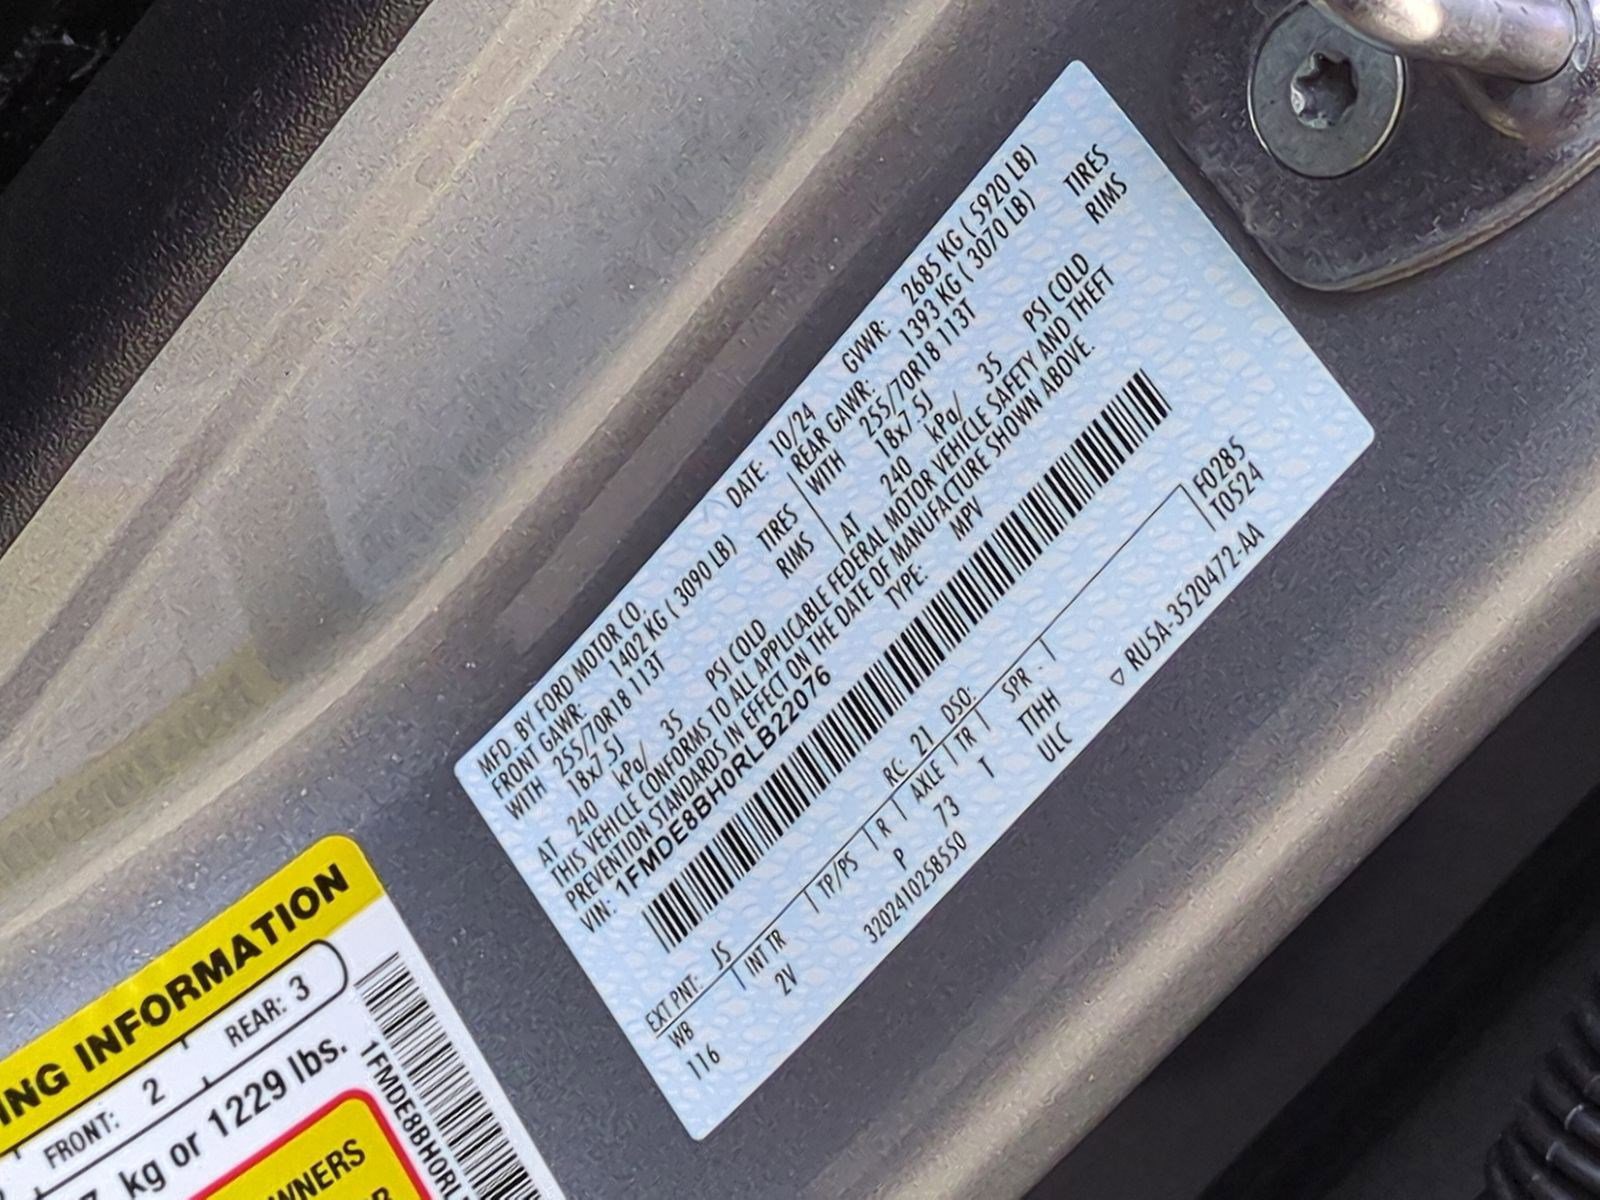 MFD. BY FORD MOTOR CO. DATE: 10/24 GVWR: 2685 KG ( 5920 LB)
FRONT GAWR: 1402 KG ( 3090 LB) REAR GAWR: 1393 KG ( 3070 LB)
WITH 255/70R18 113T TIRES WITH 255/70R18 113T TIRES
18x7.5J RIMS 18x7.5J RIMS
AT 240 kPa/ 35 PSI COLD AT 240 kPa/ 35 PSI COLD
THIS VEHICLE CONFORMS TO ALL APPLICABLE FEDERAL MOTOR VEHICLE SAFETY AND THEFT
PREVENTION STANDARDS IN EFFECT ON THE DATE OF MANUFACTURE SHOWN ABOVE.
VIN: 1FMDE8BH0RLB22076 TYPE: MPV
EXT PNT: JS RC: 21 DSO: F0285
WB INT TR TP/PS R AXLE TR SPR T0524
116 2V P 73 T TTHH
ULC
3202410258550 ▽ RU5A-3520472-AA
ING INFORMATION
FRONT: 2 REAR: 3
kg or 1229 lbs.
WNERS
1FMDE8BH0RL